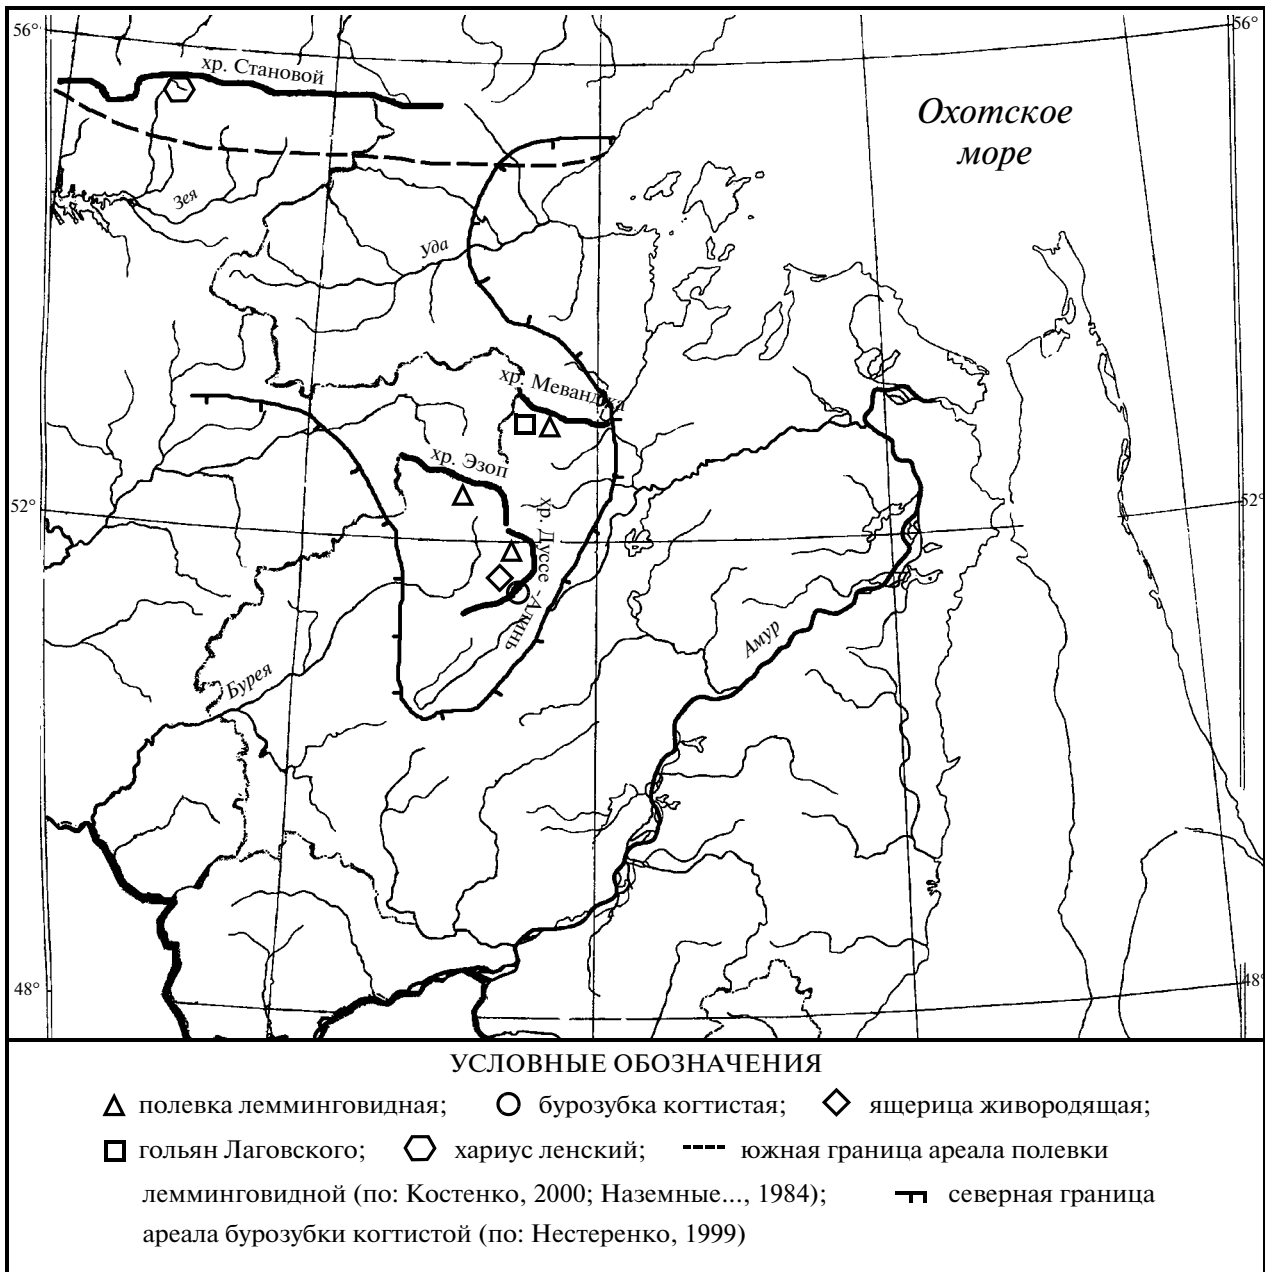 56°
56°
хр. Становой
Охотское
море
Зея
Уда
хр. Меванджа
хр. Эзоп
52°
52°
хр. Дуссе-Алинь
Амур
Бурея
48°
48°
УСЛОВНЫЕ ОБОЗНАЧЕНИЯ
полевка лемминговидная; бурозубка когтистая; ящерица живородящая;
гольян Лаговского; хариус ленский; южная граница ареала полевки
лемминговидной (по: Костенко, 2000; Наземные..., 1984); северная граница
ареала бурозубки когтистой (по: Нестеренко, 1999)